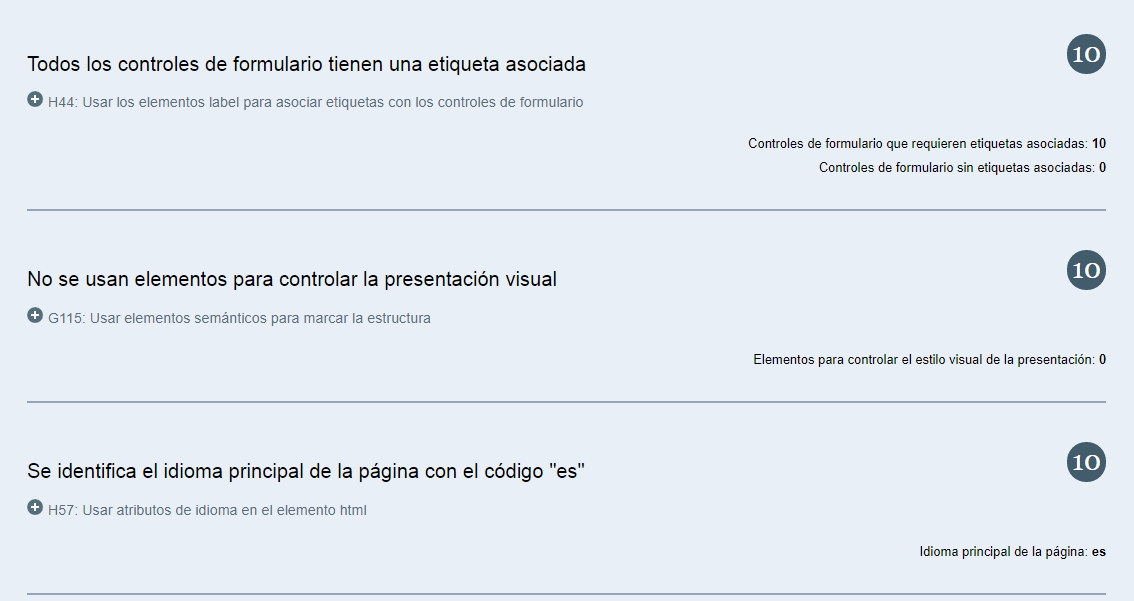 10
Todos los controles de formulario tienen una etiqueta asociada
H44: Usar los elementos label para asociar etiquetas con los controles de formulario
Controles de formulario que requieren etiquetas asociadas: 10
Controles de formulario sin etiquetas asociadas: 0
10
No se usan elementos para controlar la presentación visual
G115: Usar elementos semánticos para marcar la estructura
Elementos para controlar el estilo visual de la presentación: 0
10
Se identifica el idioma principal de la página con el código "es"
H57: Usar atributos de idioma en el elemento html
Idioma principal de la página: es